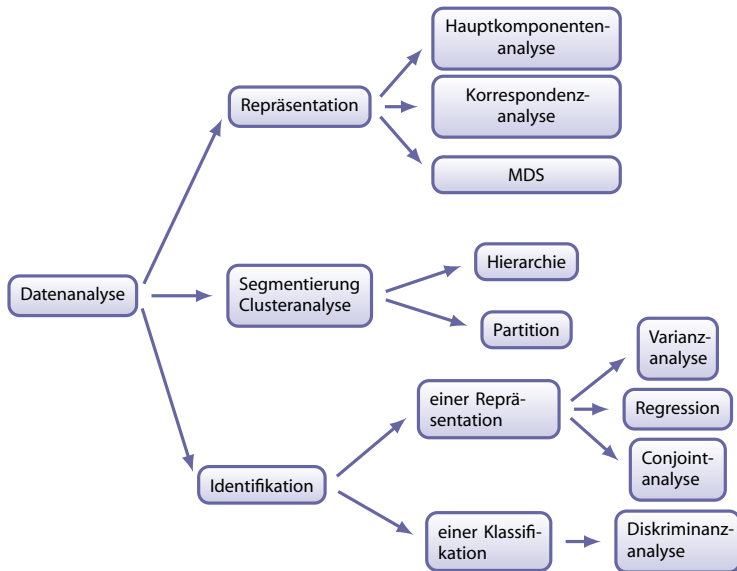 Hauptkomponenten-
analyse
Repräsentation
Korrespondenz-
analyse
MDS
Datenanalyse
Segmentierung
Clusteranalyse
Hierarchie
Partition
Identifikation
einer Reprä-
sentation
Varianz-
analyse
Regression
Conjoint-
analyse
einer Klassifi-
kation
Diskriminanz-
analyse